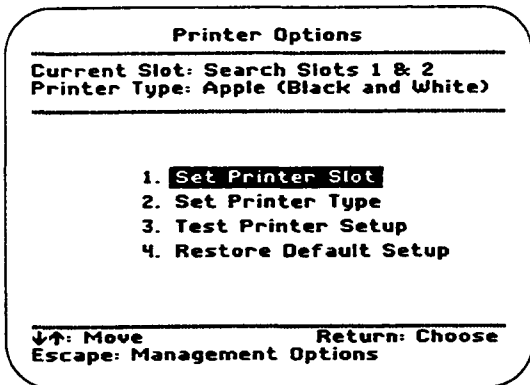 Printer Options
Current Slot: Search Slots 1 & 2
Printer Type: Apple (Black and White)
1. Set Printer Slot
2. Set Printer Type
3. Test Printer Setup
4. Restore Default Setup
↓↑: Move Return: Choose
Escape: Management Options